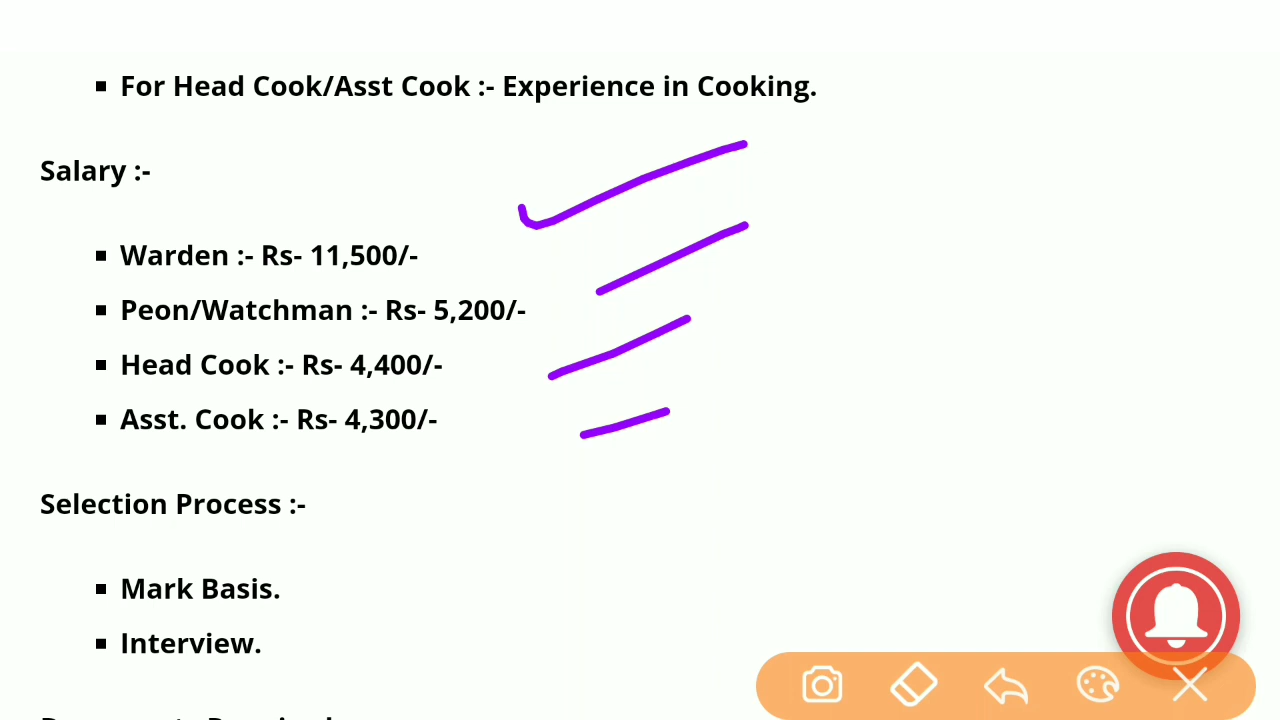 For Head Cook/Asst Cook :- Experience in Cooking.
Salary :-
Warden :- Rs- 11,500/-
Peon/Watchman :- Rs- 5,200/-
Head Cook :- Rs- 4,400/-
Asst. Cook :- Rs- 4,300/-
Selection Process :-
Mark Basis.
Interview.